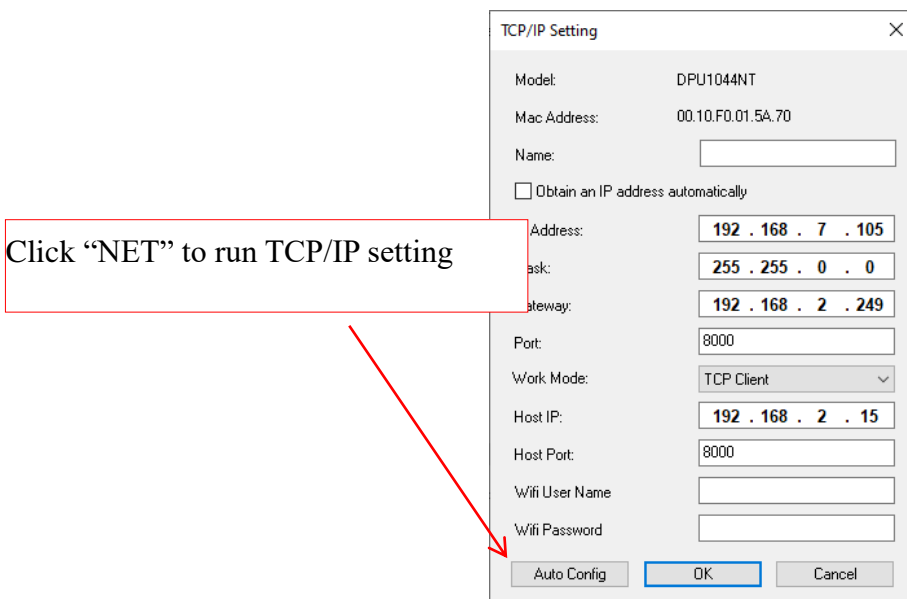 TCP/IP Setting
Model: DPU1044NT
Mac Address: 00.10.F0.01.5A.70
Name:
Obtain an IP address automatically
Click “NET” to run TCP/IP setting
Address: 192 . 168 . 7 . 105
ask: 255 . 255 . 0 . 0
ateway: 192 . 168 . 2 . 249
Port: 8000
Work Mode: TCP Client
Host IP: 192 . 168 . 2 . 15
Host Port: 8000
Wifi User Name
Wifi Password
Auto Config OK Cancel